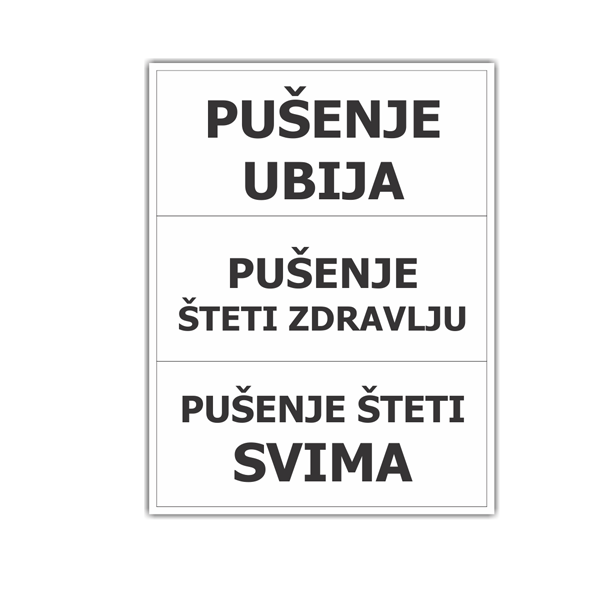 PUŠENJE
UBIJA
PUŠENJE
ŠTETI ZDRAVLJU
PUŠENJE ŠTETI
SVIMA